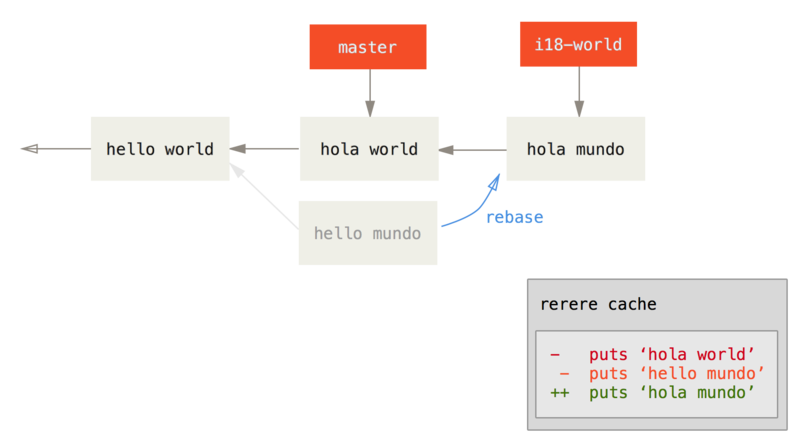 master
i18-world
hello world
hola world
hola mundo
hello mundo
rebase
rerere cache
-   puts ‘hola world’
 -  puts ‘hello mundo’
++  puts ‘hola mundo’